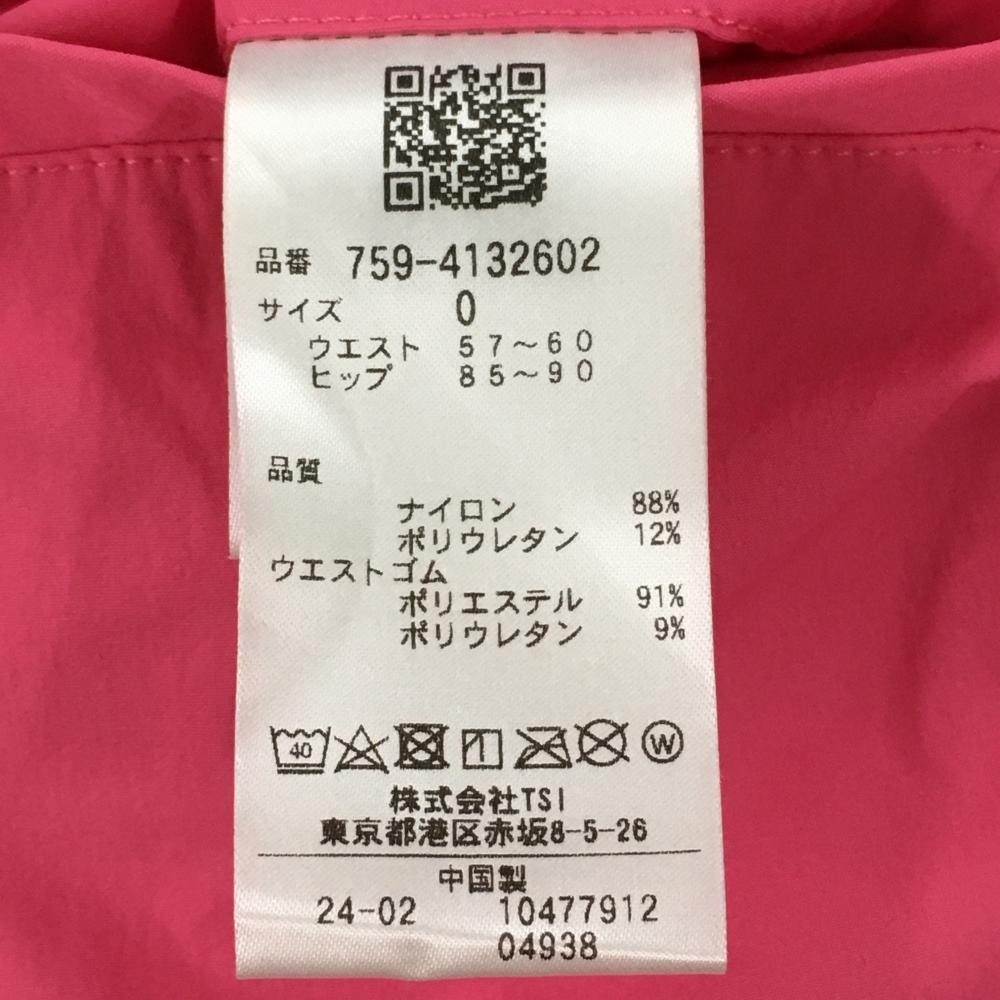 品番 759-4132602
サイズ 0
ウエスト 57～60
ヒップ 85～90
品質
ナイロン 88%
ポリウレタン 12%
ウエストゴム
ポリエステル 91%
ポリウレタン 9%
40 W
株式会社TSI
東京都港区赤坂8-5-26
中国製
24-02 10477912
04938